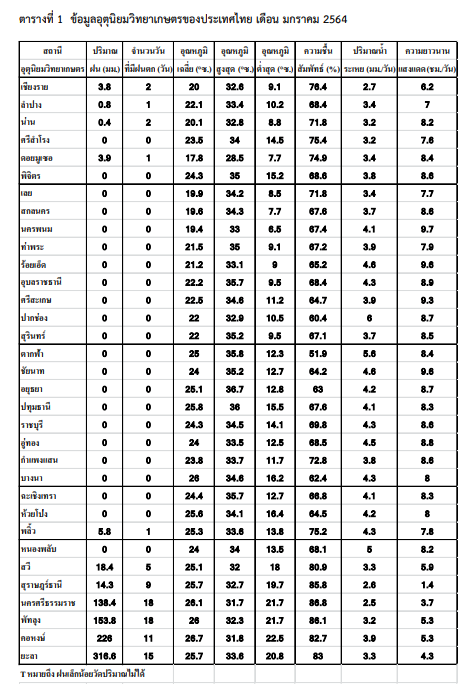 ตารางที่ 1 ข้อมูลอุตุนิยมวิทยาเกษตรของประเทศไทย เดือน มกราคม 2564
สถานี ปริมาณ จำนวนวัน อุณหภูมิ อุณหภูมิ อุณหภูมิ ความชื้น ปริมาณน้ำ ความยาวนาน
อุตุนิยมวิทยาเกษตร ฝน (มม.) ที่มีฝนตก (วัน) เฉลี่ย (°ซ.) สูงสุด (°ซ.) ต่ำสุด (°ซ.) สัมพัทธ์ (%) ระเหย (มม./วัน) แสงแดด (ชม./วัน)
เชียงราย 3.8 2 20 32.6 9.1 76.4 2.7 6.2
ลำปาง 0.8 1 22.1 33.4 10.2 68.4 3.4 7
น่าน 0.4 2 20.1 32.8 8.8 71.8 3.2 8.2
ศรีสำโรง 0 0 23.5 34 14.5 75.4 3.2 7.6
ดอยมูเซอ 3.9 1 17.8 28.5 7.7 74.9 3.4 8.4
พิจิตร 0 0 24.3 35 15.2 68.6 3.8 8.6
เลย 0 0 19.9 34.2 8.5 71.8 3.4 7.7
สกลนคร 0 0 19.6 34.3 7.7 67.6 3.7 8.6
นครพนม 0 0 19.4 33 6.5 67.4 4.1 9.7
ท่าพระ 0 0 21.5 35 9.1 67.2 3.9 7.9
ร้อยเอ็ด 0 0 21.2 33.1 9 65.2 4.6 9.6
อุบลราชธานี 0 0 22.2 35.7 9.5 68.4 4.3 8.9
ศรีสะเกษ 0 0 22.5 34.6 11.2 64.7 3.9 9.3
ปากช่อง 0 0 22 32.9 10.5 60.4 6 8.7
สุรินทร์ 0 0 22 35.2 9.5 67.1 3.7 8.5
ตากฟ้า 0 0 25 35.8 12.3 51.9 5.6 8.4
ชัยนาท 0 0 24 35.2 12.7 64.2 4.6 9.6
อยุธยา 0 0 25.1 36.7 12.8 63 4.2 8.7
ปทุมธานี 0 0 25.8 36 15.5 67.6 4.1 8.3
ราชบุรี 0 0 24.3 34.5 14.1 69.8 4.3 8.6
อู่ทอง 0 0 24 33.5 12.5 68.5 4.5 8.8
กำแพงแสน 0 0 23.8 33.7 11.7 72.8 3.8 8.6
บางนา 0 0 26 34.6 16.2 62.4 4.3 8
ฉะเชิงเทรา 0 0 24.4 35.7 12.7 66.8 4.1 8.3
ห้วยโป่ง 0 0 25.6 34.1 16.4 64.5 4.2 8
พลิ้ว 5.8 1 25.3 33.6 13.8 75.2 4.3 7.8
หนองพลับ 0 0 24 34 13.5 68.1 5 8.2
สวี 18.4 5 25.1 32 18 80.9 3.3 5.9
สุราษฎร์ธานี 14.3 9 25.7 32.7 19.7 85.8 2.6 1.4
นครศรีธรรมราช 138.4 18 26.1 31.7 21.7 86.8 2.5 3.7
พัทลุง 153.8 18 26 32.3 21.7 86.1 3.2 5.3
คอหงษ์ 226 11 26.7 31.8 22.5 82.7 3.9 5.3
ยะลา 316.6 15 25.7 33.6 20.8 83 3.3 4.3
T หมายถึง ฝนเล็กน้อยวัดปริมาณไม่ได้